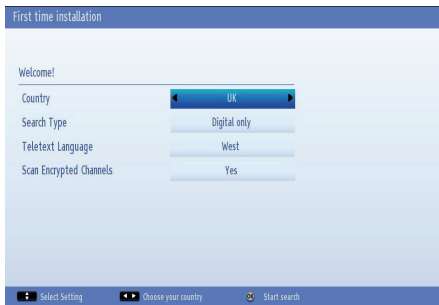 First time installation
Welcome!
Country UK
Search Type Digital only
Teletext Language West
Scan Encrypted Channels Yes
Select Setting Choose your country OK Start search